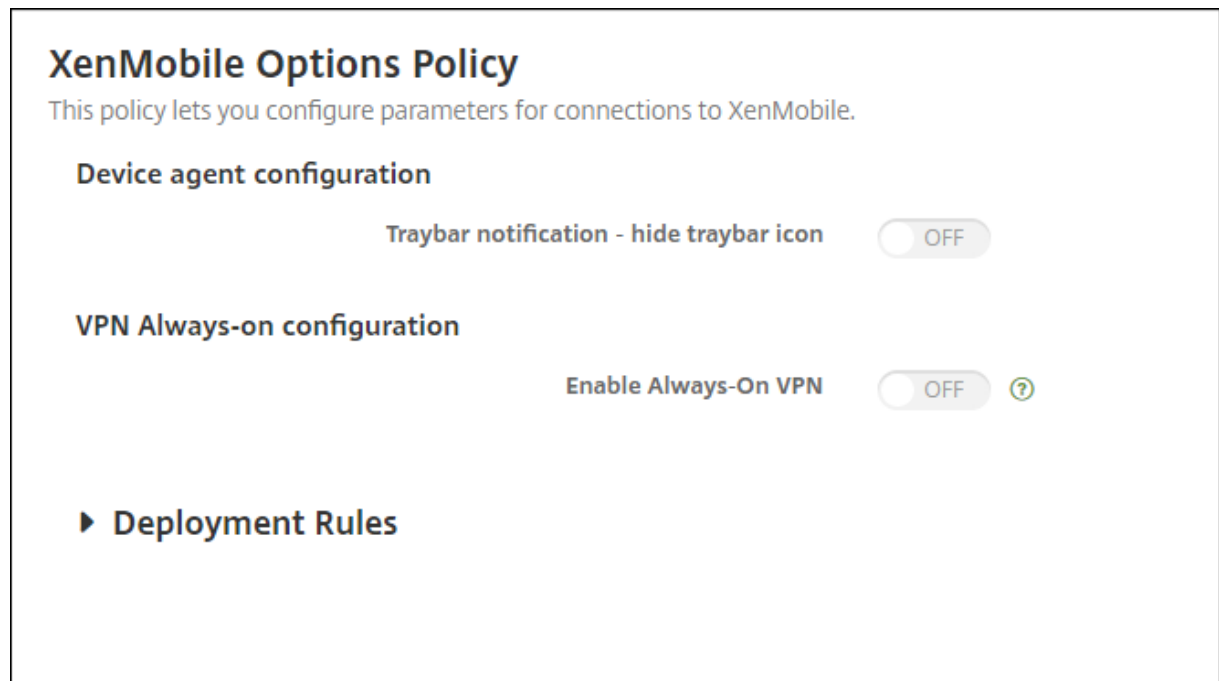 XenMobile Options Policy
This policy lets you configure parameters for connections to XenMobile.
Device agent configuration
Traybar notification - hide traybar icon OFF
VPN Always-on configuration
Enable Always-On VPN OFF ?
Deployment Rules